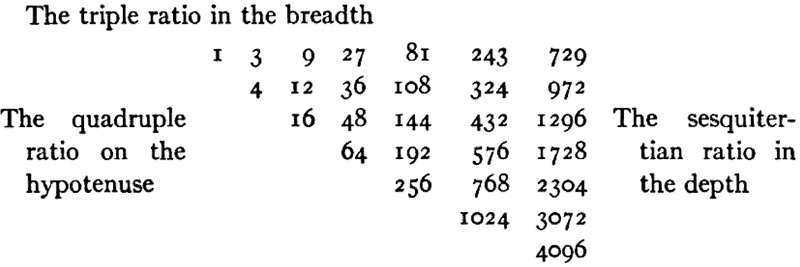 The triple ratio in the breadth
1 3 9 27 81 243 729
4 12 36 108 324 972
The quadruple 16 48 144 432 1296 The sesquiter-
ratio on the 64 192 576 1728 tian ratio in
hypotenuse 256 768 2304 the depth
1024 3072
4096